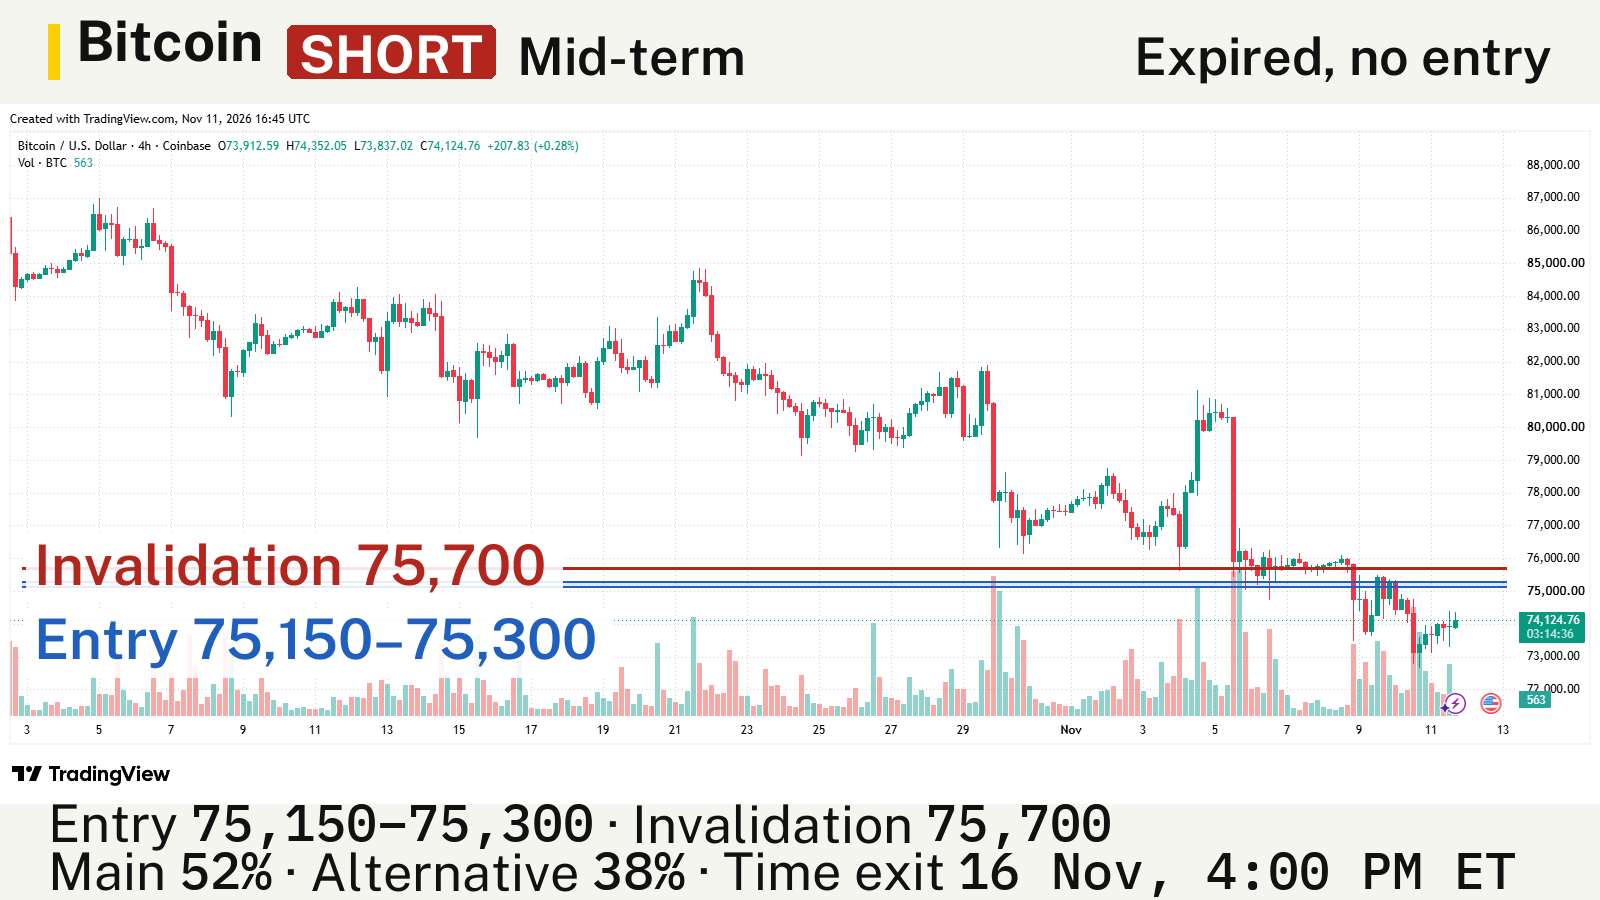 Bitcoin SHORT Mid-term Expired, no entry
Created with TradingView.com, Nov 11, 2026 16:45 UTC
Bitcoin / U.S. Dollar · 4h · Coinbase O73,912.59 H74,352.05 L73,837.02 C74,124.76 +207.83 (+0.28%)
Vol · BTC 563
88,000.00
87,000.00
86,000.00
85,000.00
84,000.00
83,000.00
82,000.00
81,000.00
80,000.00
79,000.00
78,000.00
77,000.00
76,000.00
75,000.00
74,124.76
03:14:36
73,000.00
72,000.00
563
Invalidation 75,700
Entry 75,150–75,300
3 5 7 9 11 13 15 17 19 21 23 25 27 29 Nov 3 5 7 9 11 13
TradingView
Entry 75,150–75,300 · Invalidation 75,700
Main 52% · Alternative 38% · Time exit 16 Nov, 4:00 PM ET